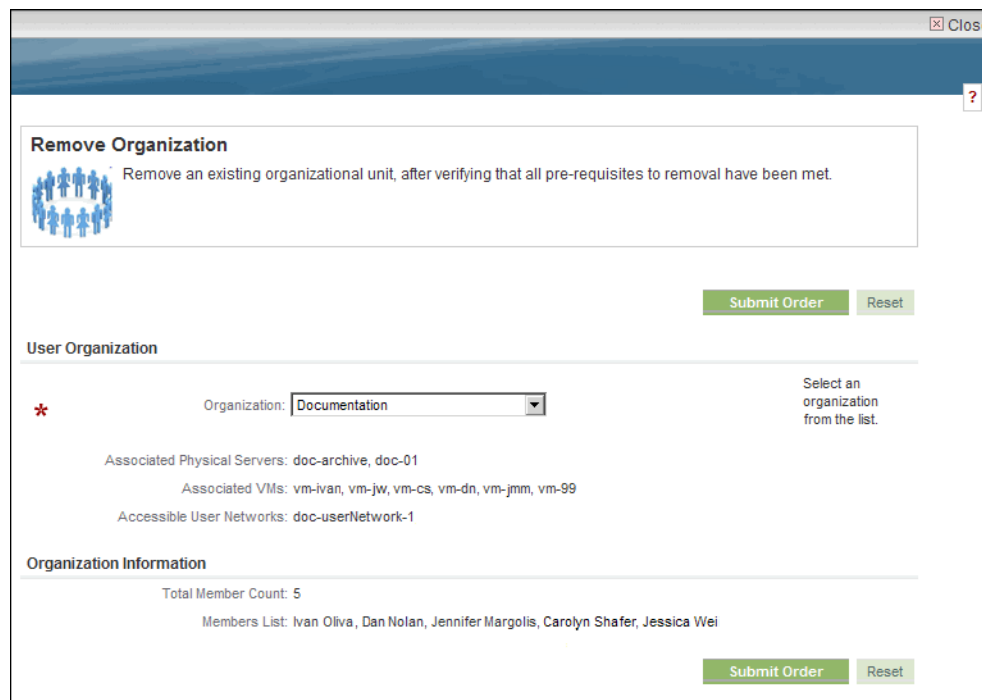 Clos
?
Remove Organization
Remove an existing organizational unit, after verifying that all pre-requisites to removal have been met.
Submit Order Reset
User Organization
* Organization: Documentation
Select an
organization
from the list.
Associated Physical Servers: doc-archive, doc-01
Associated VMs: vm-ivan, vm-jw, vm-cs, vm-dn, vm-jmm, vm-99
Accessible User Networks: doc-userNetwork-1
Organization Information
Total Member Count: 5
Members List: Ivan Oliva, Dan Nolan, Jennifer Margolis, Carolyn Shafer, Jessica Wei
Submit Order Reset